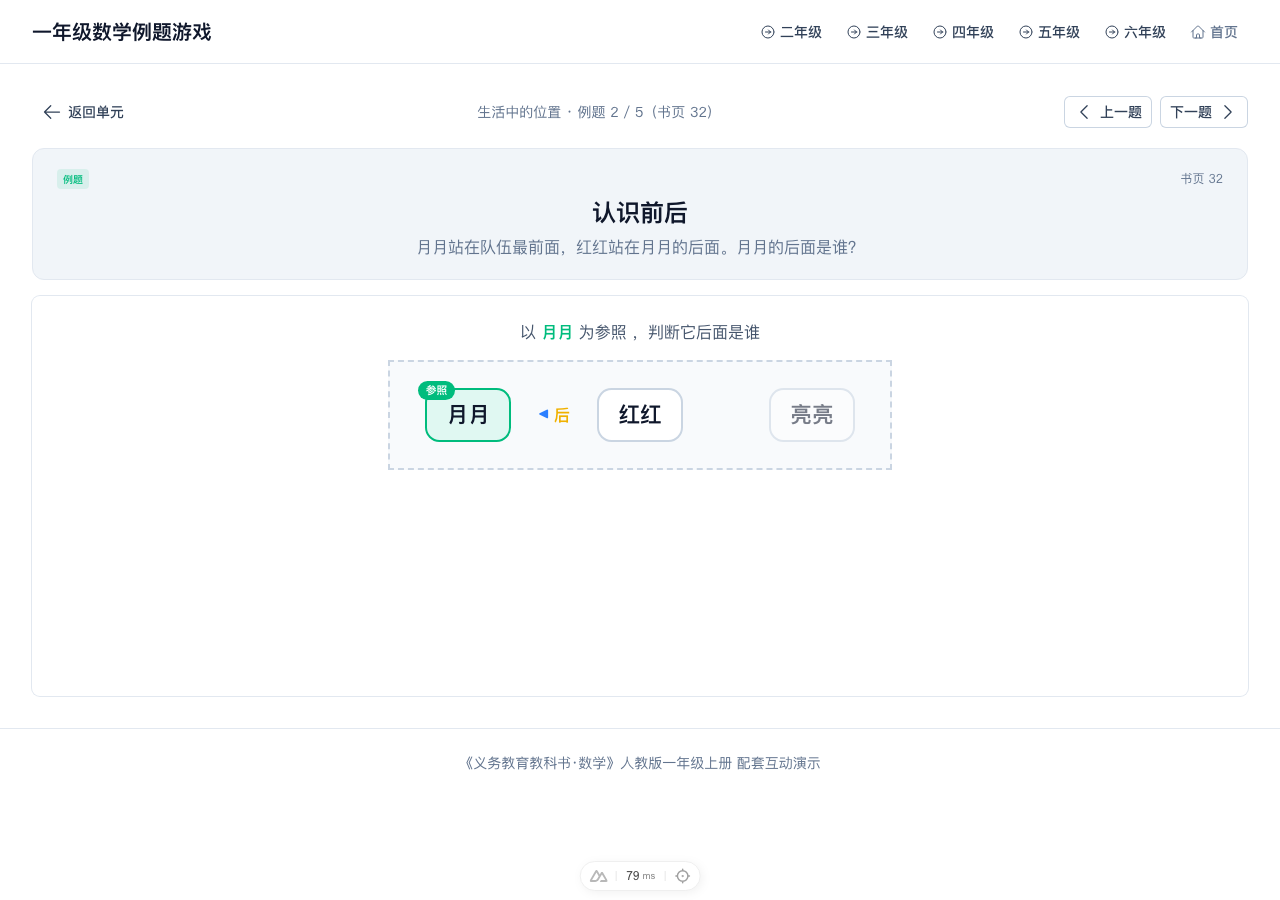 一年级数学例题游戏
二年级 三年级 四年级 五年级 六年级 首页
返回单元
生活中的位置 · 例题 2 / 5（书页 32）
上一题 下一题
例题
书页 32
认识前后
月月站在队伍最前面，红红站在月月的后面。月月的后面是谁？
以 月月 为参照 ，判断它后面是谁
参照
月月 后 红红 亮亮
《义务教育教科书·数学》人教版一年级上册 配套互动演示
79 ms